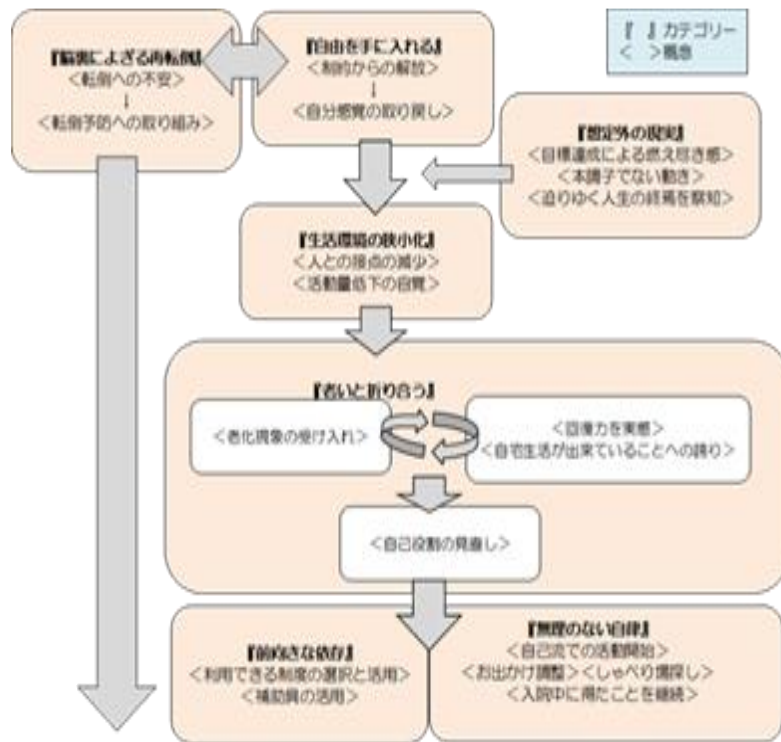 『脳裏によぎる再転倒』
＜転倒への不安＞
↓
＜転倒予防への取り組み＞
『自由を手に入れる』
＜制約からの解放＞
↓
＜自分感覚の取り戻し＞
『　』カテゴリー
＜　＞概念
『想定外の現実』
＜目標達成による燃え尽き感＞
＜本調子でない動き＞
＜迫りゆく人生の終焉を察知＞
『生活環境の狭小化』
＜人との接点の減少＞
＜活動量低下の自覚＞
『老いと折り合う』
＜老化現象の受け入れ＞
＜回復力を実感＞
＜自宅生活が出来ていることへの誇り＞
＜自己役割の見直し＞
『前向きな依存』
＜利用できる制度の選択と活用＞
＜補助具の活用＞
『無理のない自律』
＜自己流での活動開始＞
＜お出かけ調整＞＜しゃべり場探し＞
＜入院中に得たことを継続＞